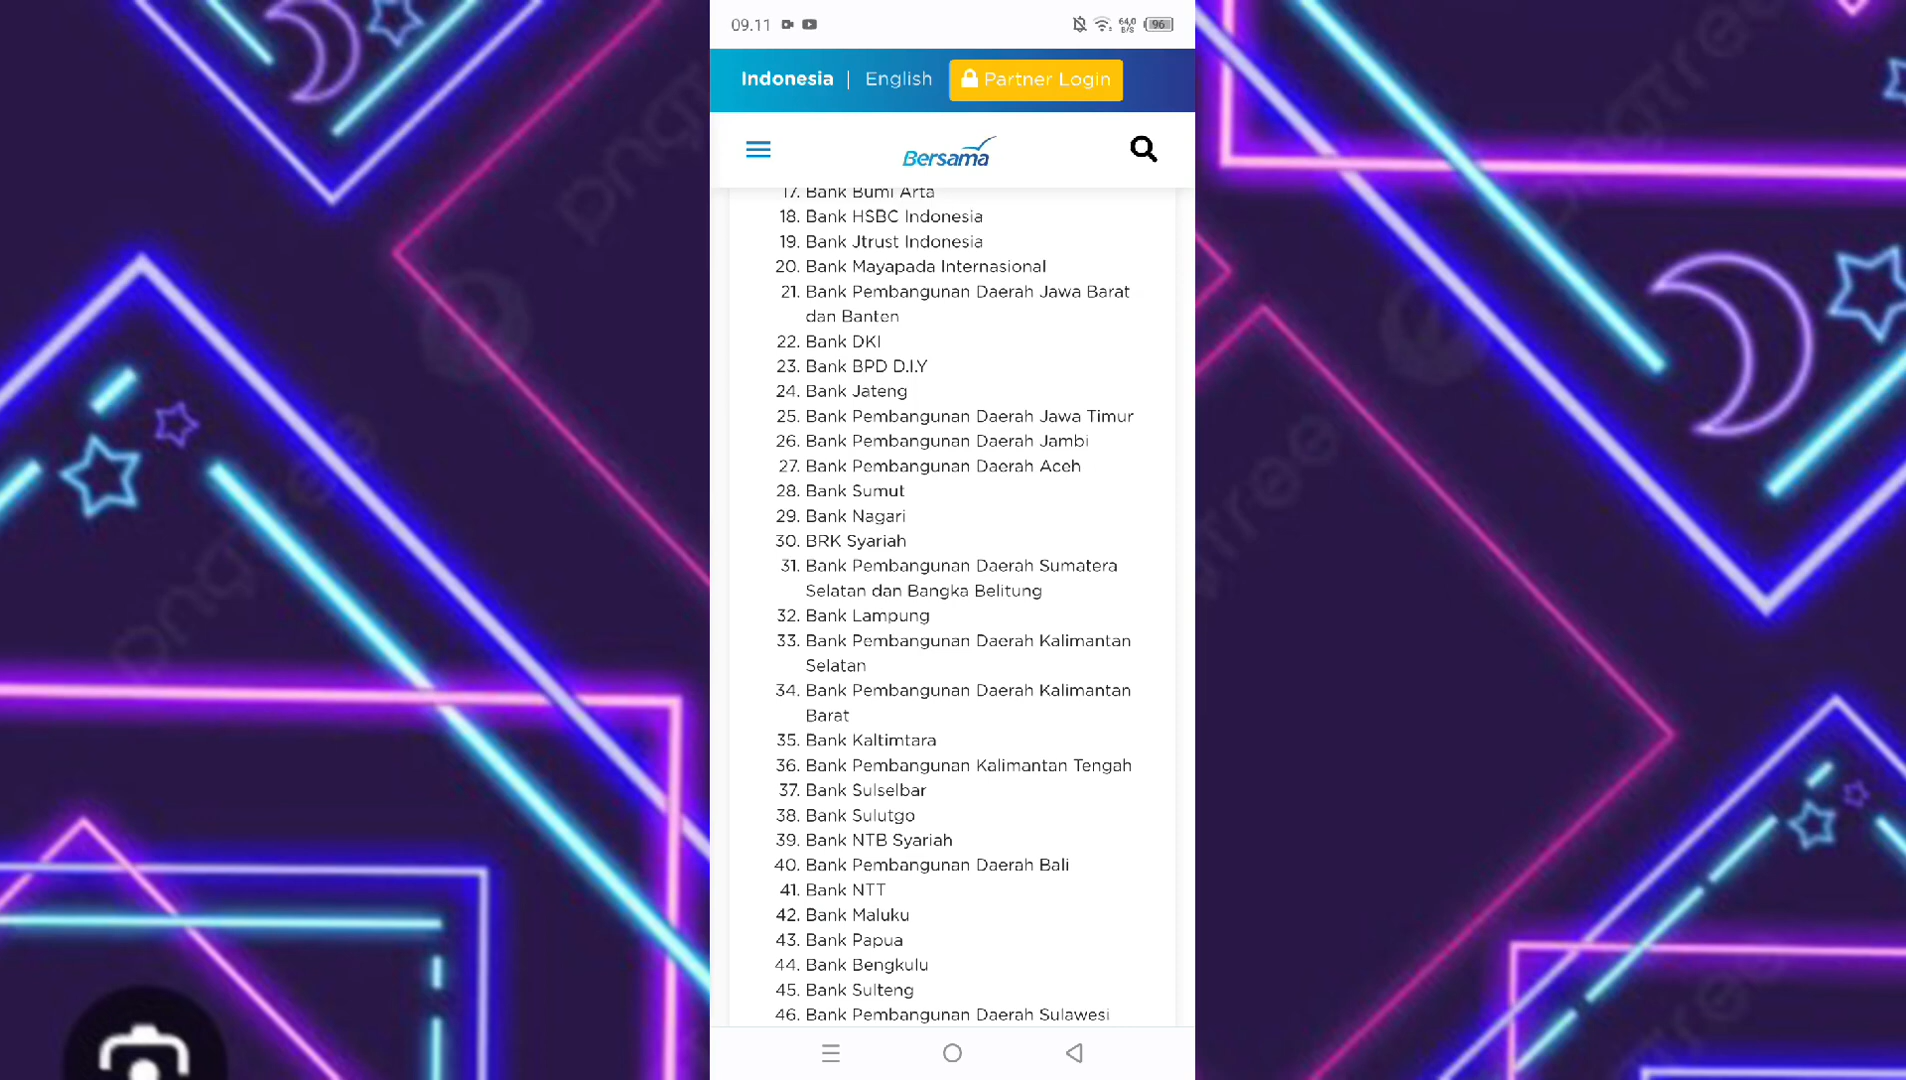 09.11
64,0
B/S
96
Indonesia | English
Partner Login
Bersama
17. Bank Bumi Arta
18. Bank HSBC Indonesia
19. Bank Jtrust Indonesia
20. Bank Mayapada Internasional
21. Bank Pembangunan Daerah Jawa Barat
dan Banten
22. Bank DKI
23. Bank BPD D.I.Y
24. Bank Jateng
25. Bank Pembangunan Daerah Jawa Timur
26. Bank Pembangunan Daerah Jambi
27. Bank Pembangunan Daerah Aceh
28. Bank Sumut
29. Bank Nagari
30. BRK Syariah
31. Bank Pembangunan Daerah Sumatera
Selatan dan Bangka Belitung
32. Bank Lampung
33. Bank Pembangunan Daerah Kalimantan
Selatan
34. Bank Pembangunan Daerah Kalimantan
Barat
35. Bank Kaltimtara
36. Bank Pembangunan Kalimantan Tengah
37. Bank Sulselbar
38. Bank Sulutgo
39. Bank NTB Syariah
40. Bank Pembangunan Daerah Bali
41. Bank NTT
42. Bank Maluku
43. Bank Papua
44. Bank Bengkulu
45. Bank Sulteng
46. Bank Pembangunan Daerah Sulawesi
pngtree
pngtree